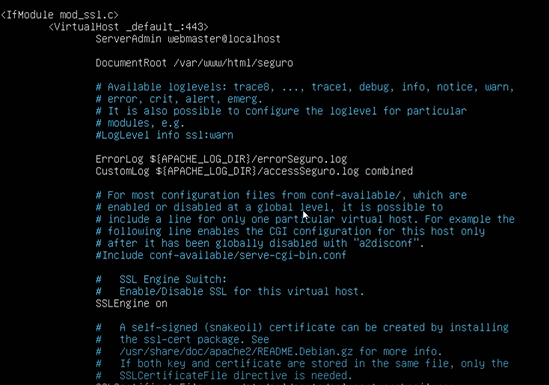 <IfModule mod_ssl.c>
<VirtualHost _default_:443>
ServerAdmin webmaster@localhost
DocumentRoot /var/www/html/seguro
# Available loglevels: trace8, ..., trace1, debug, info, notice, warn,
# error, crit, alert, emerg.
# It is also possible to configure the loglevel for particular
# modules, e.g.
#LogLevel info ssl:warn
ErrorLog ${APACHE_LOG_DIR}/errorSeguro.log
CustomLog ${APACHE_LOG_DIR}/accessSeguro.log combined
# For most configuration files from conf-available/, which are
# enabled or disabled at a global level, it is possible to
# include a line for only one particular virtual host. For example the
# following line enables the CGI configuration for this host only
# after it has been globally disabled with "a2disconf".
#Include conf-available/serve-cgi-bin.conf
# SSL Engine Switch:
# Enable/Disable SSL for this virtual host.
SSLEngine on
# A self-signed (snakeoil) certificate can be created by installing
# the ssl-cert package. See
# /usr/share/doc/apache2/README.Debian.gz for more info.
# If both key and certificate are stored in the same file, only the
# SSLCertificateFile directive is needed.